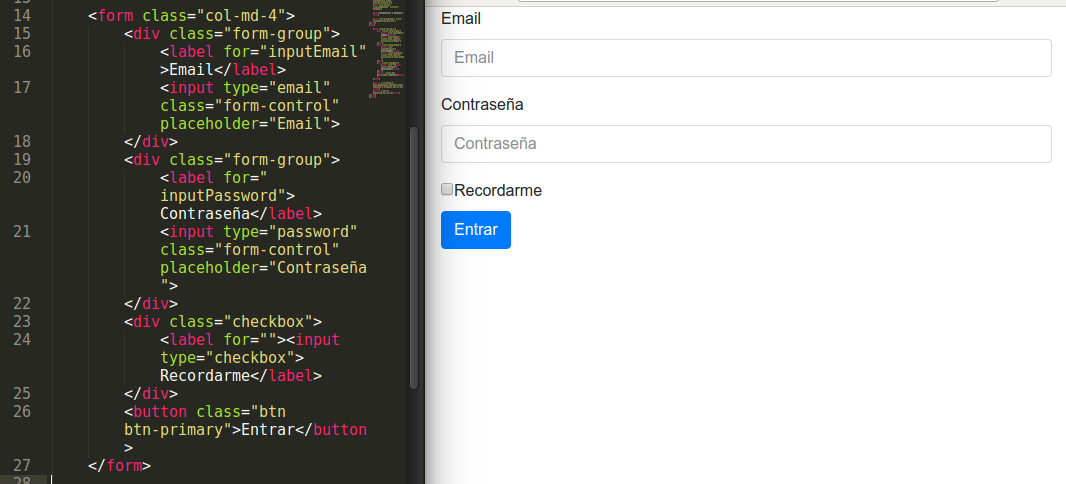 14 <form class="col-md-4">
15 <div class="form-group">
16 <label for="inputEmail"
>Email</label>
17 <input type="email"
class="form-control"
placeholder="Email">
18 </div>
19 <div class="form-group">
20 <label for="
inputPassword">
Contraseña</label>
21 <input type="password"
class="form-control"
placeholder="Contraseña
">
22 </div>
23 <div class="checkbox">
24 <label for=""><input
type="checkbox">
Recordarme</label>
25 </div>
26 <button class="btn
btn-primary">Entrar</button
>
27 </form>
28
Email
Email
Contraseña
Contraseña
Recordarme
Entrar